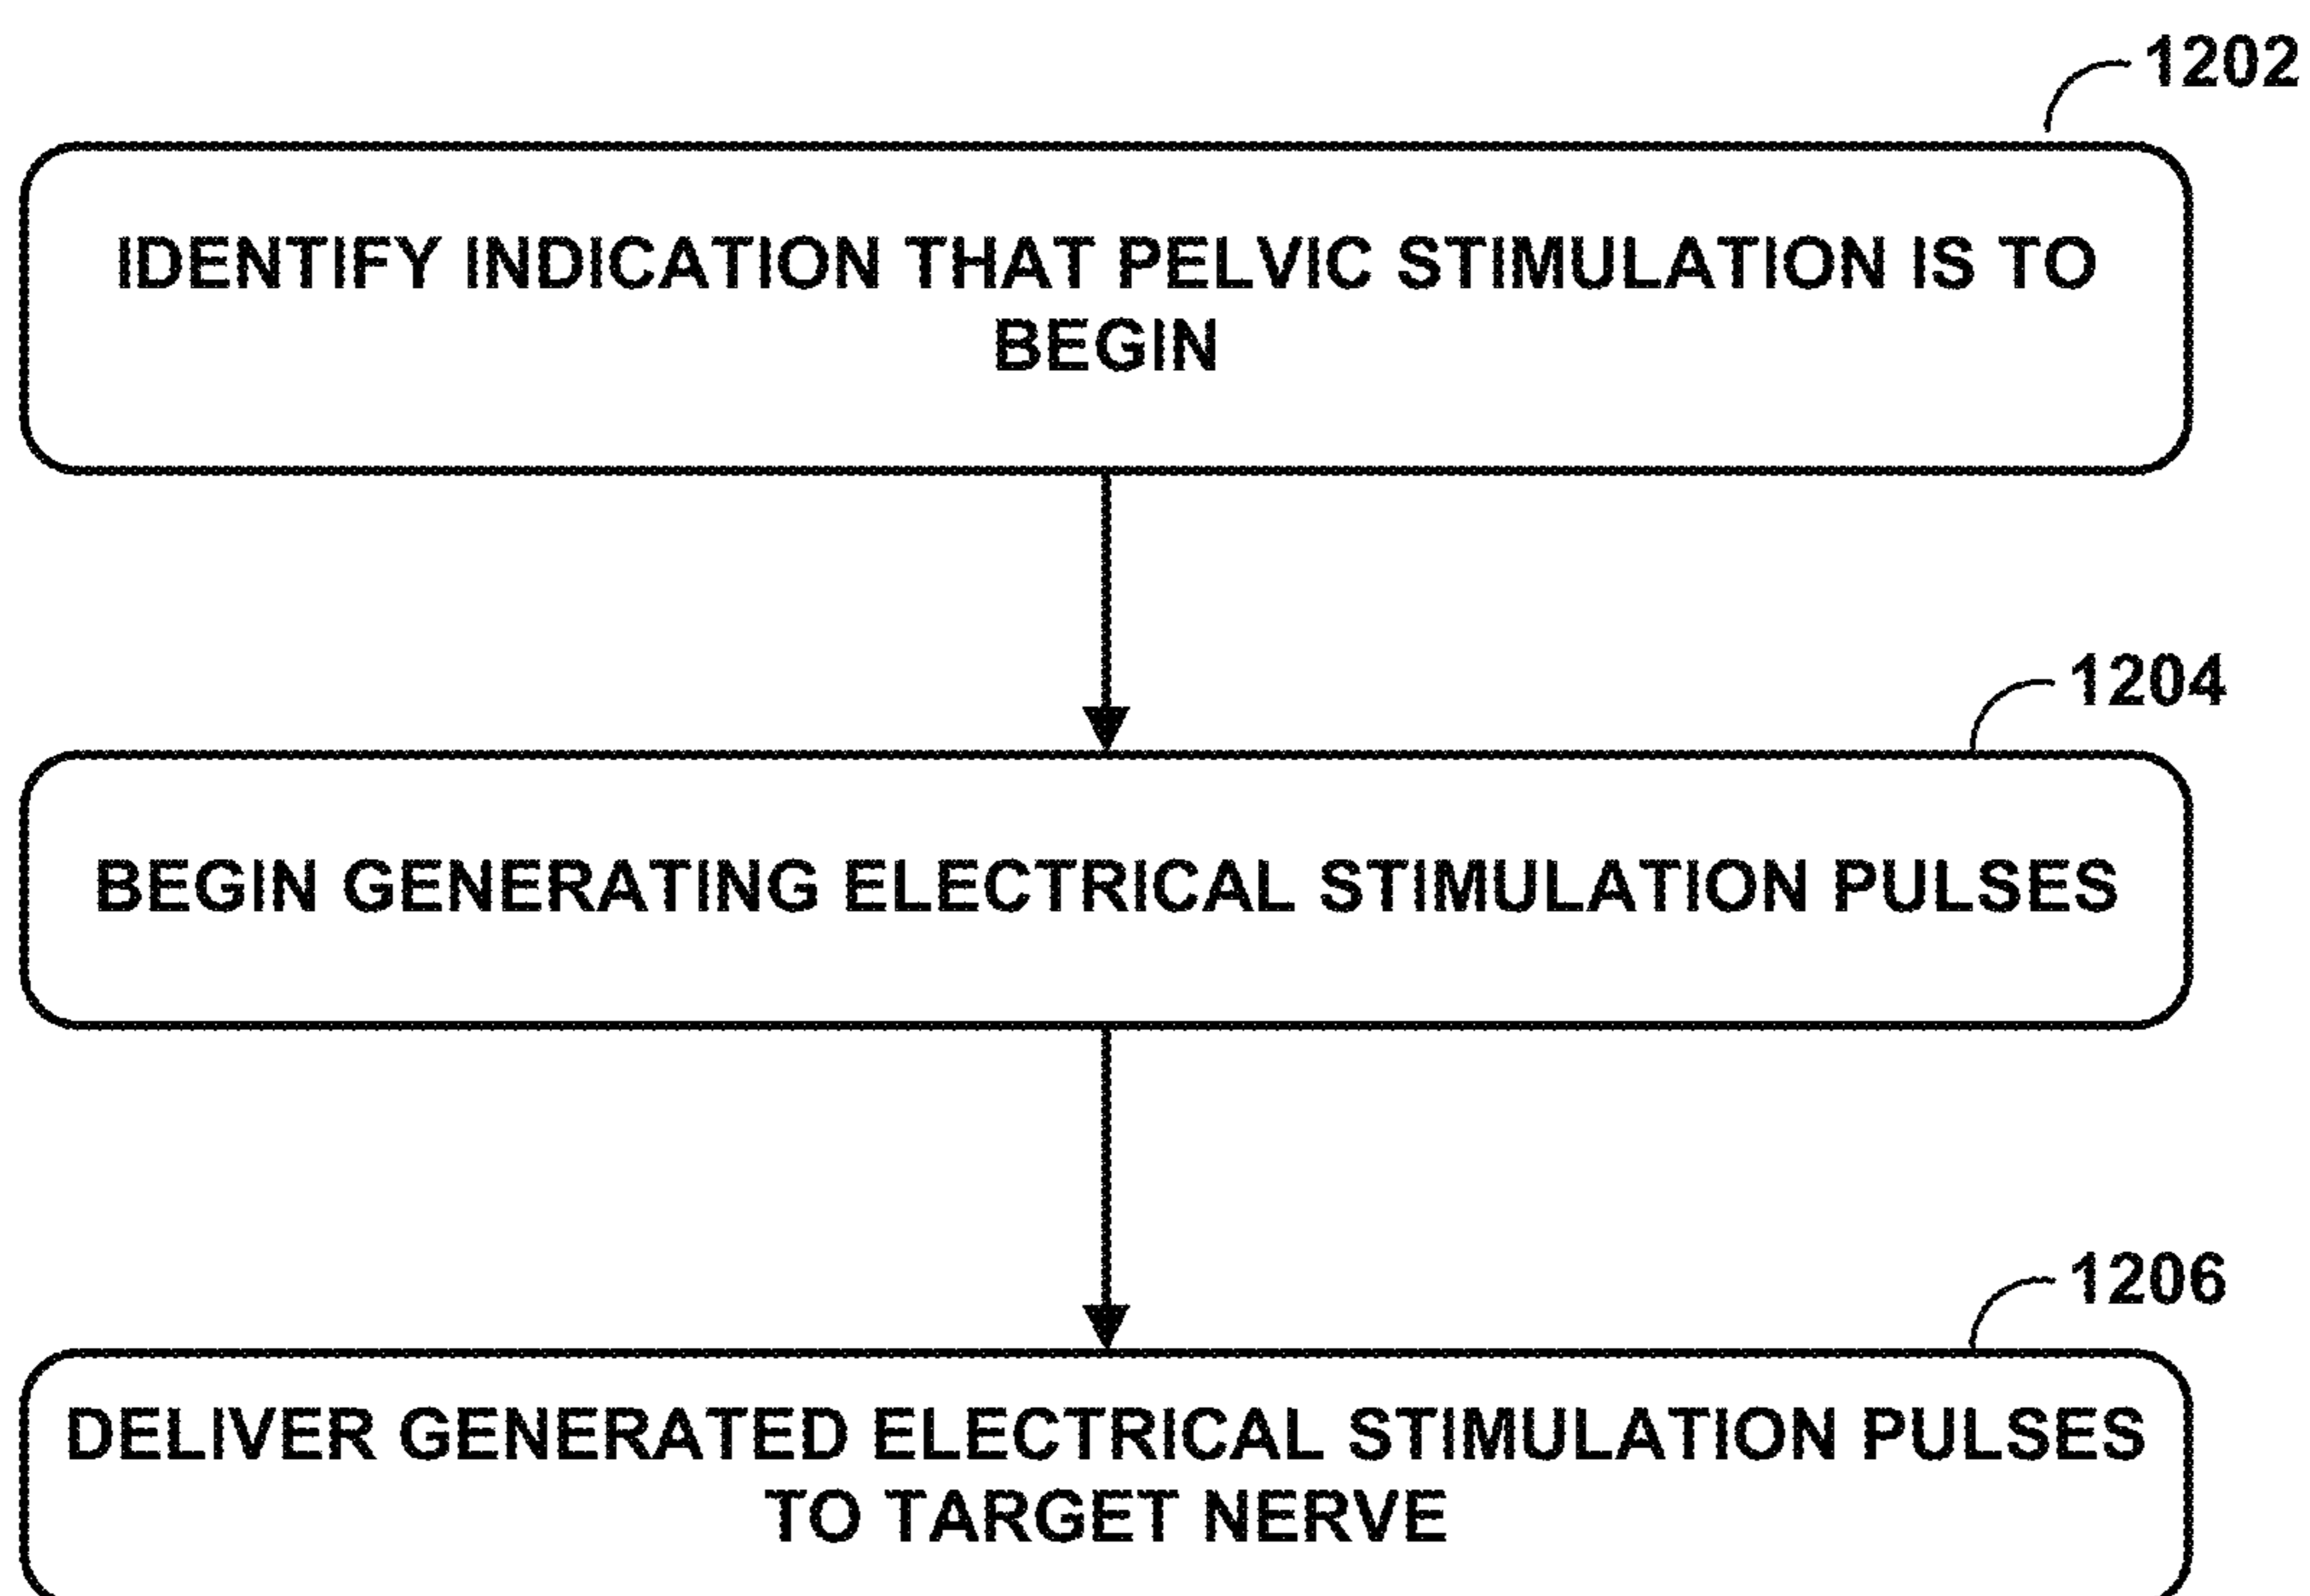 1202
IDENTIFY INDICATION THAT PELVIC STIMULATION IS TO
BEGIN
1204
BEGIN GENERATING ELECTRICAL STIMULATION PULSES
1206
DELIVER GENERATED ELECTRICAL STIMULATION PULSES
TO TARGET NERVE